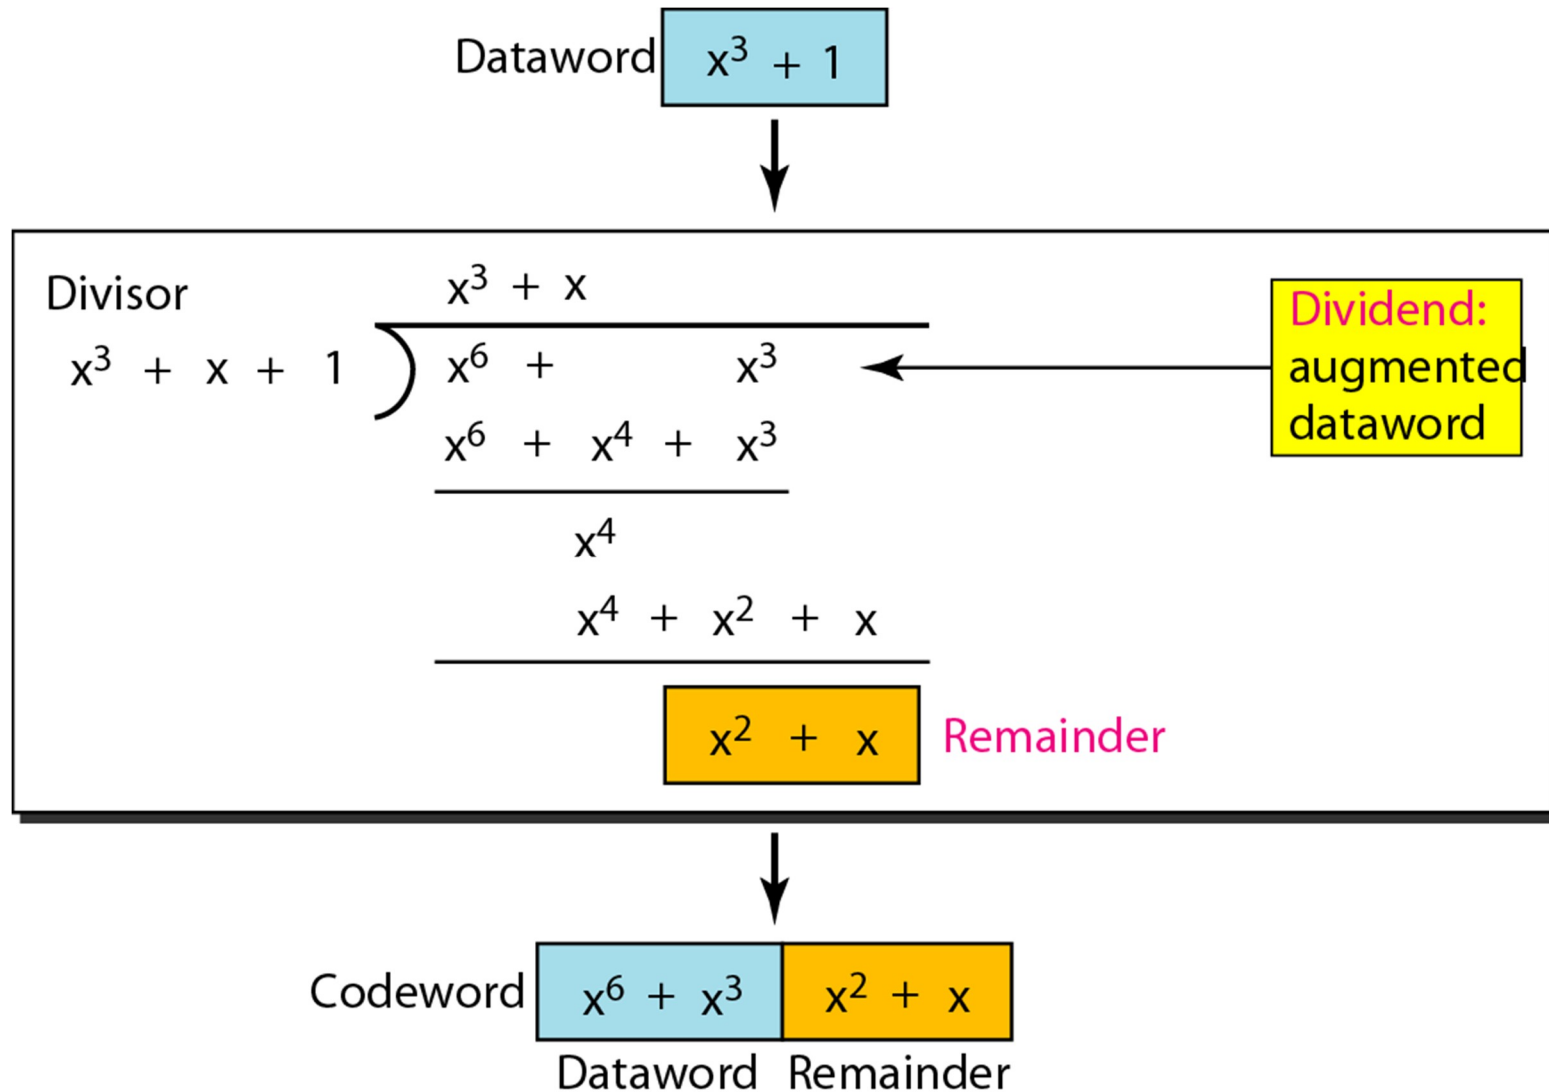 Dataword x³ + 1
Divisor
x³ + x
x³ + x + 1
x⁶ + x³
Dividend:
augmented
dataword
x⁶ + x⁴ + x³
x⁴
x⁴ + x² + x
x² + x Remainder
Codeword x⁶ + x³ x² + x
Dataword Remainder